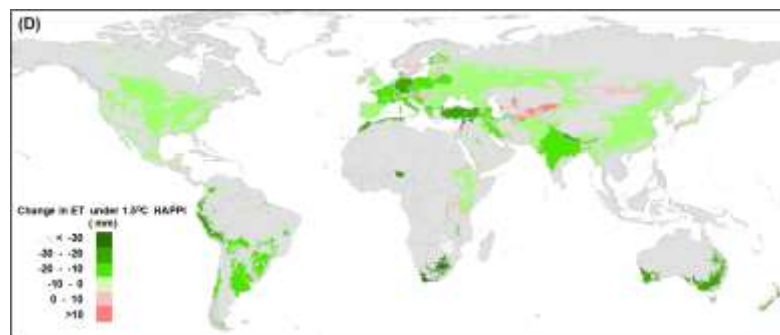 (D)
Change in ET under 1.5°C HAPPI
( mm)
< -30
-30 - -20
-20 - -10
-10 - 0
0 - 10
>10